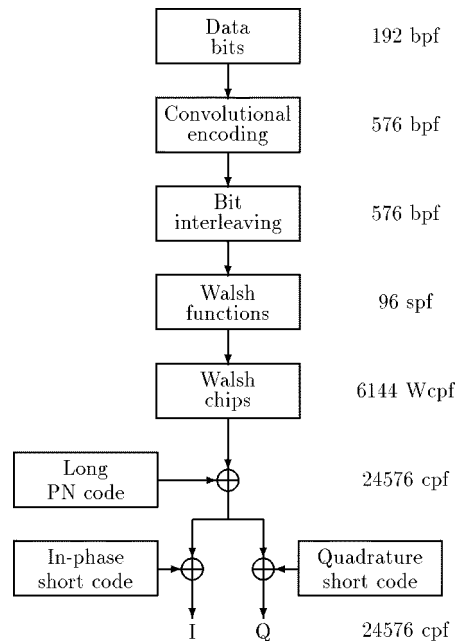 Data
bits
192 bpf
Convolutional
encoding
576 bpf
Bit
interleaving
576 bpf
Walsh
functions
96 spf
Walsh
chips
6144 Wcpf
Long
PN code
24576 cpf
In-phase
short code
Quadrature
short code
I
Q
24576 cpf